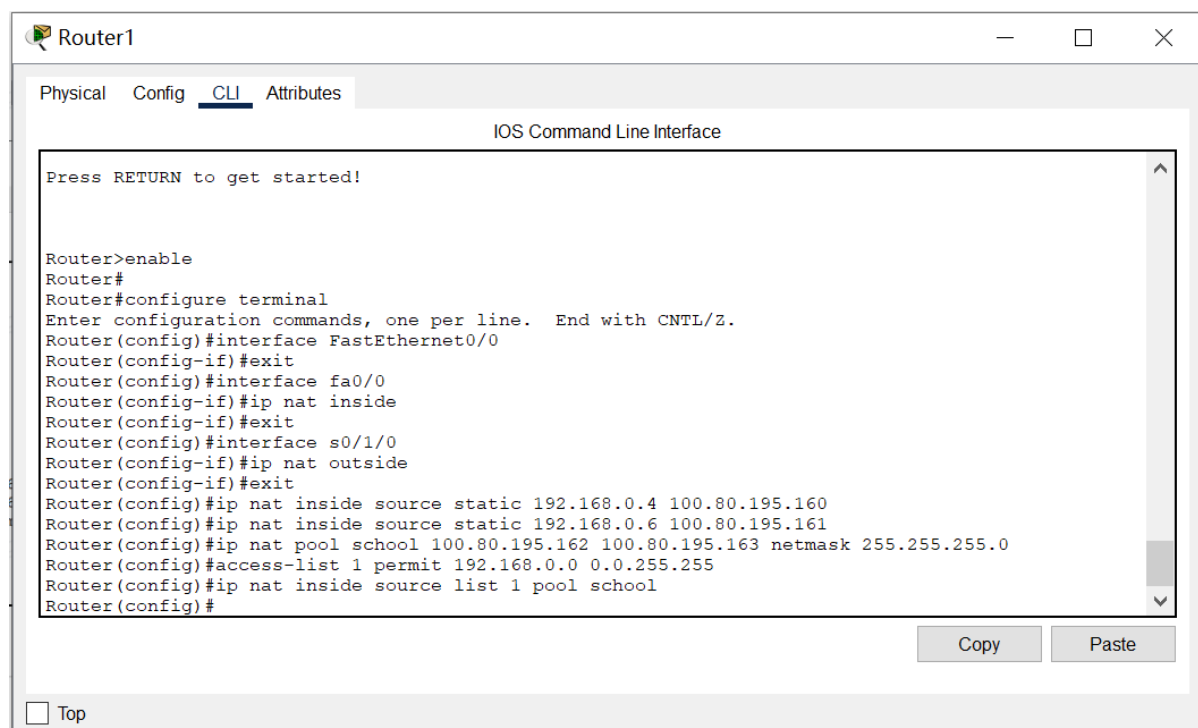 Router1
Physical Config CLI Attributes
IOS Command Line Interface
Press RETURN to get started!
Router>enable
Router#
Router#configure terminal
Enter configuration commands, one per line.  End with CNTL/Z.
Router(config)#interface FastEthernet0/0
Router(config-if)#exit
Router(config)#interface fa0/0
Router(config-if)#ip nat inside
Router(config-if)#exit
Router(config)#interface s0/1/0
Router(config-if)#ip nat outside
Router(config-if)#exit
Router(config)#ip nat inside source static 192.168.0.4 100.80.195.160
Router(config)#ip nat inside source static 192.168.0.6 100.80.195.161
Router(config)#ip nat pool school 100.80.195.162 100.80.195.163 netmask 255.255.255.0
Router(config)#access-list 1 permit 192.168.0.0 0.0.255.255
Router(config)#ip nat inside source list 1 pool school
Router(config)#
Copy Paste
Top